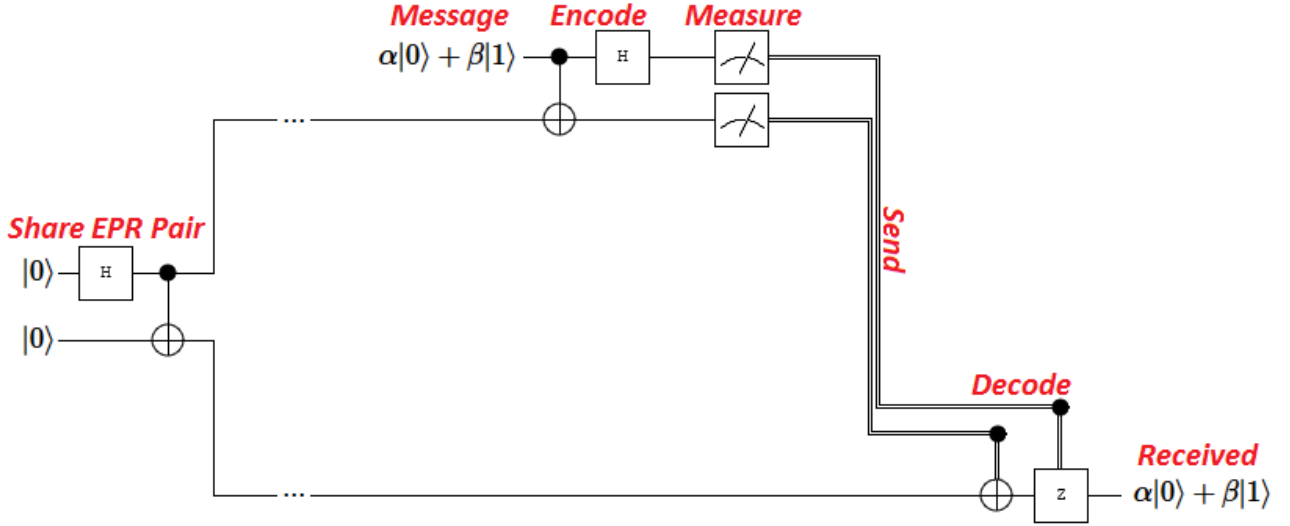 Message Encode Measure
α|0⟩ + β|1⟩ H
...
Share EPR Pair
Send
|0⟩ H
|0⟩
Decode
Received
... Z α|0⟩ + β|1⟩